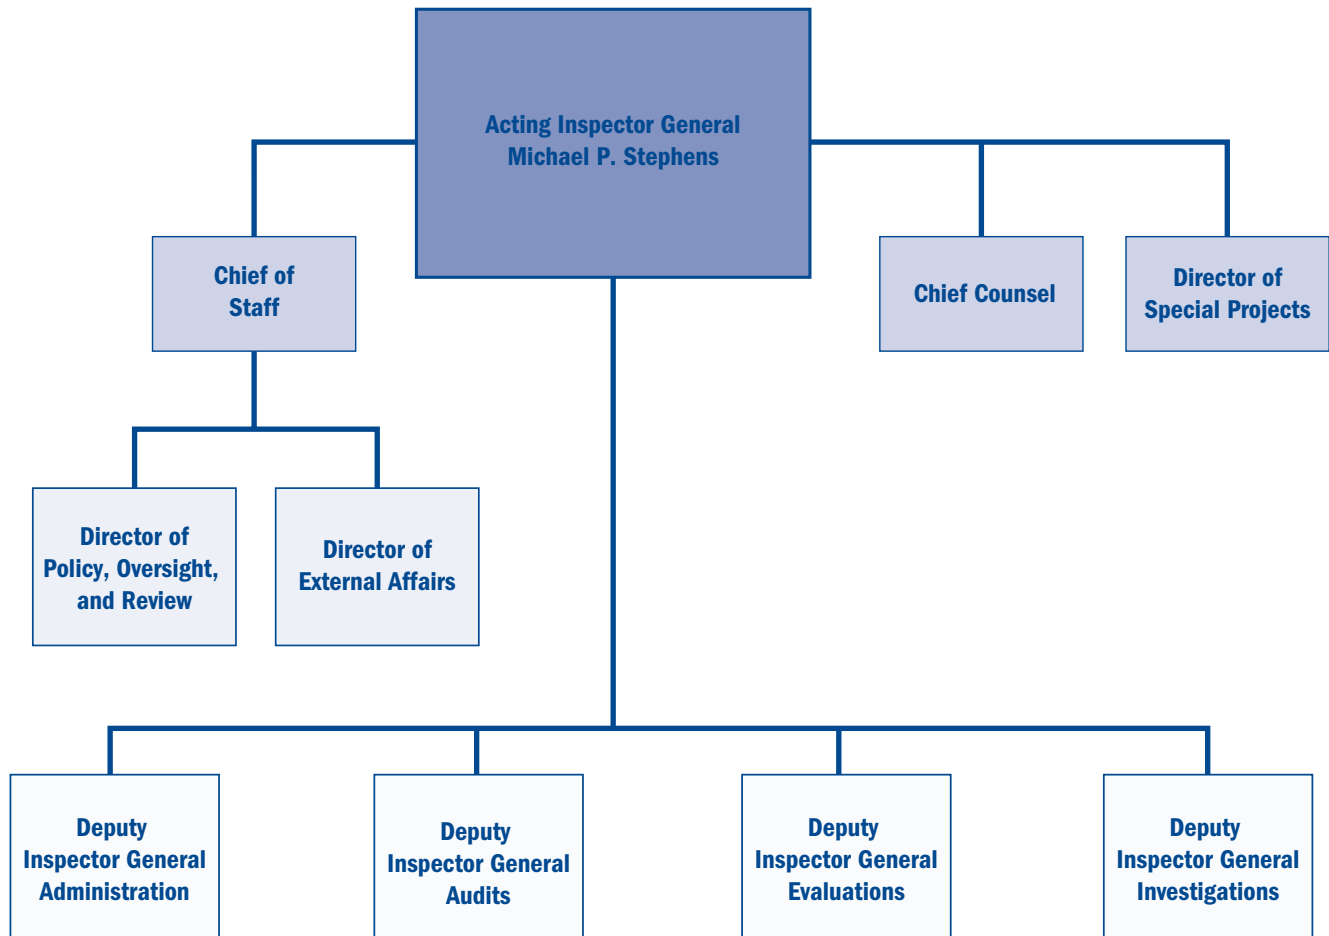 Acting Inspector General
Michael P. Stephens
Chief of
Staff
Chief Counsel
Director of
Special Projects
Director of
Policy, Oversight,
and Review
Director of
External Affairs
Deputy
Inspector General
Administration
Deputy
Inspector General
Audits
Deputy
Inspector General
Evaluations
Deputy
Inspector General
Investigations